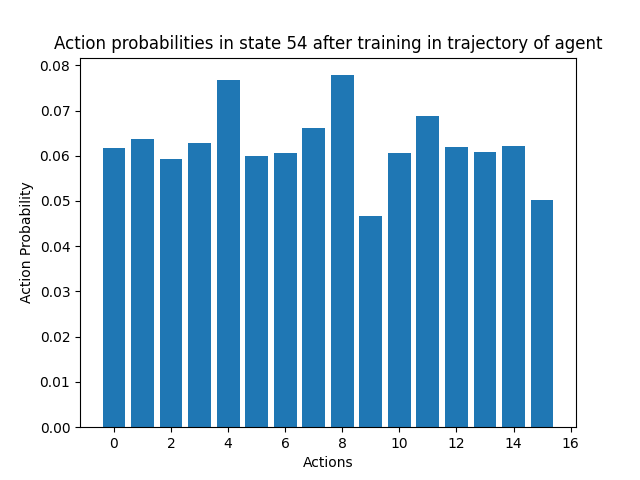 Action probabilities in state 54 after training in trajectory of agent
0.08
0.07
0.06
0.05
0.04
0.03
0.02
0.01
0.00
Action Probability
0 2 4 6 8 10 12 14 16
Actions